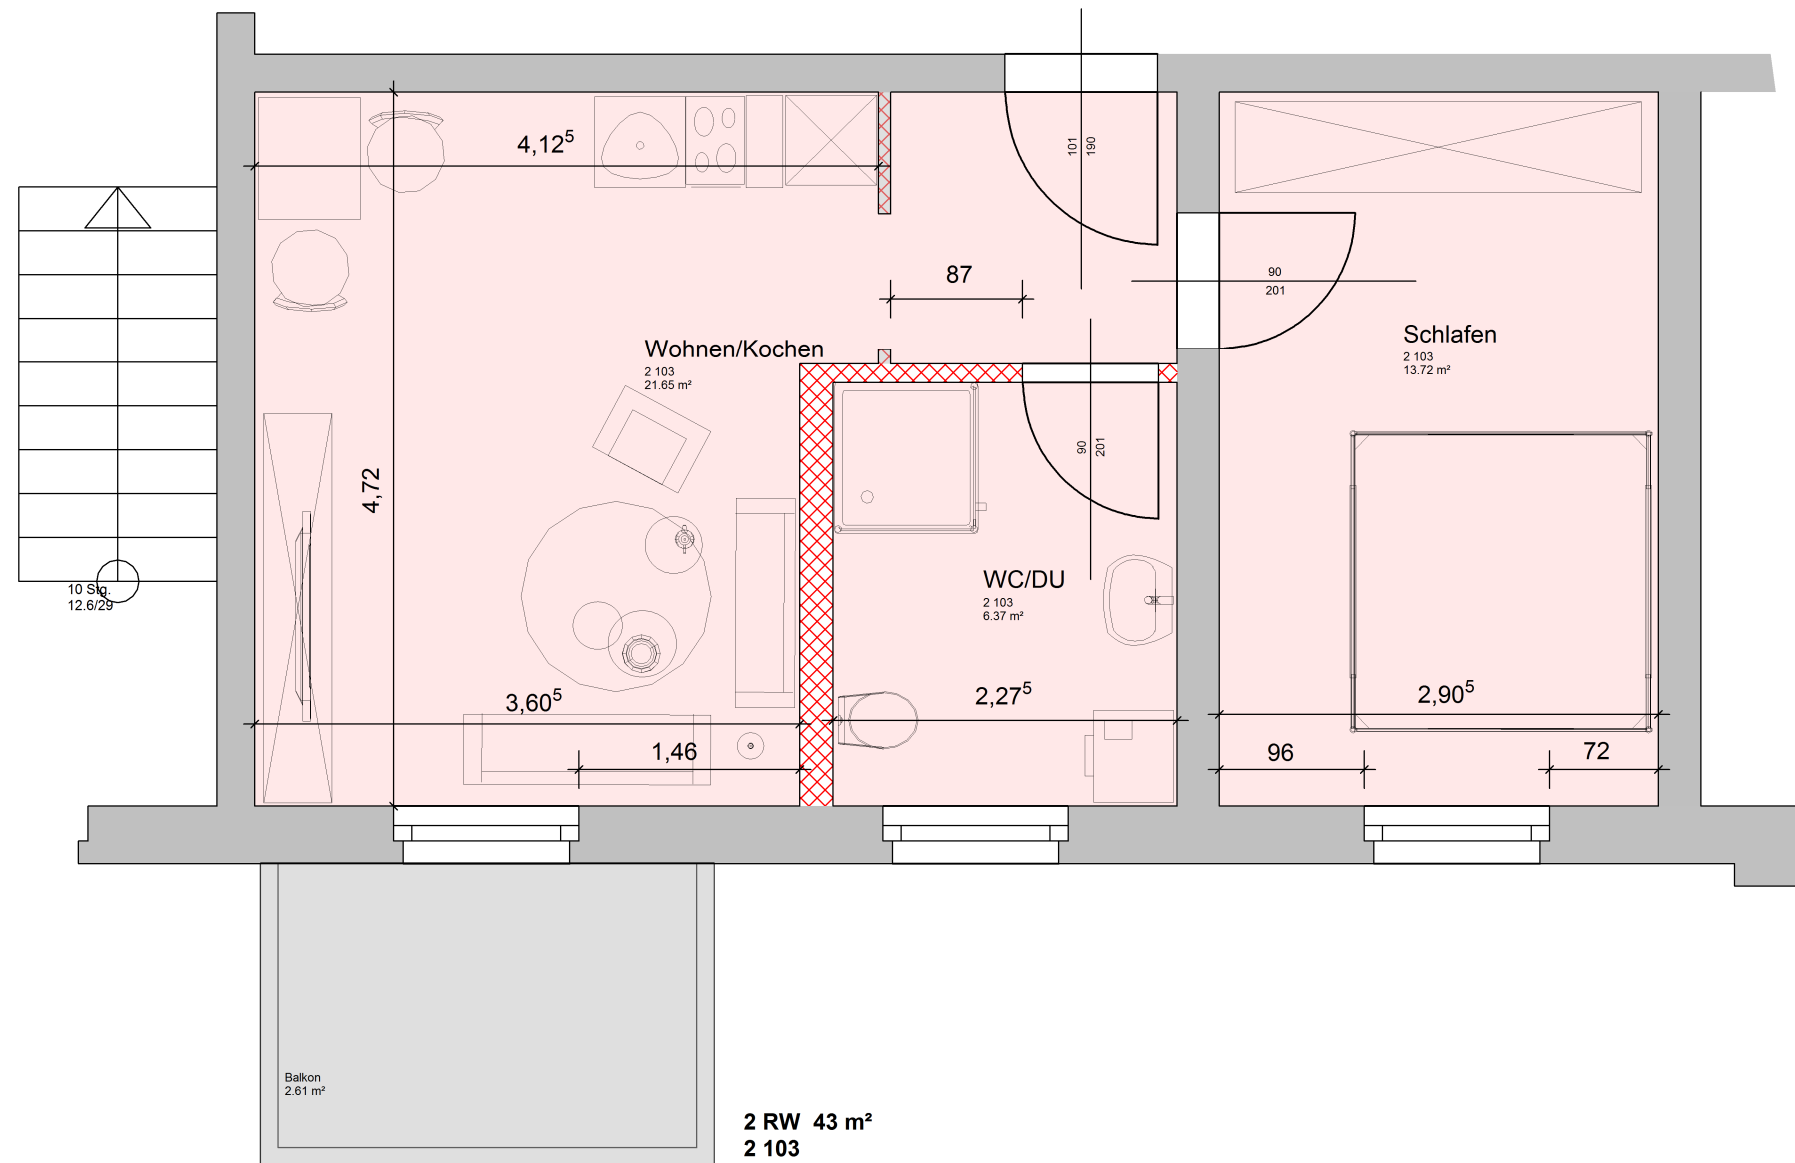 4,12⁵
101
190
87
90
201
Wohnen/Kochen
2 103
21.65 m²
Schlafen
2 103
13.72 m²
90
201
4,72
WC/DU
2 103
6.37 m²
10 Stg.
12.6/29
3,60⁵
2,27⁵
2,90⁵
1,46
96
72
Balkon
2.61 m²
2 RW 43 m²
2 103